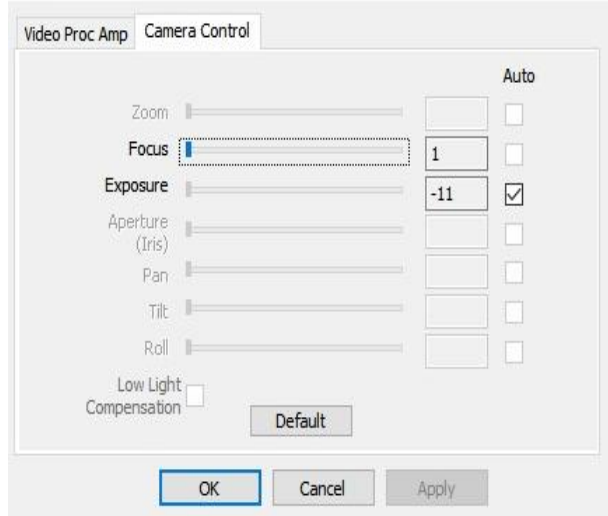 Video Proc Amp Camera Control
Auto
Zoom
Focus 1
Exposure -11
Aperture
(Iris)
Pan
Tilt
Roll
Low Light
Compensation
Default
OK Cancel Apply